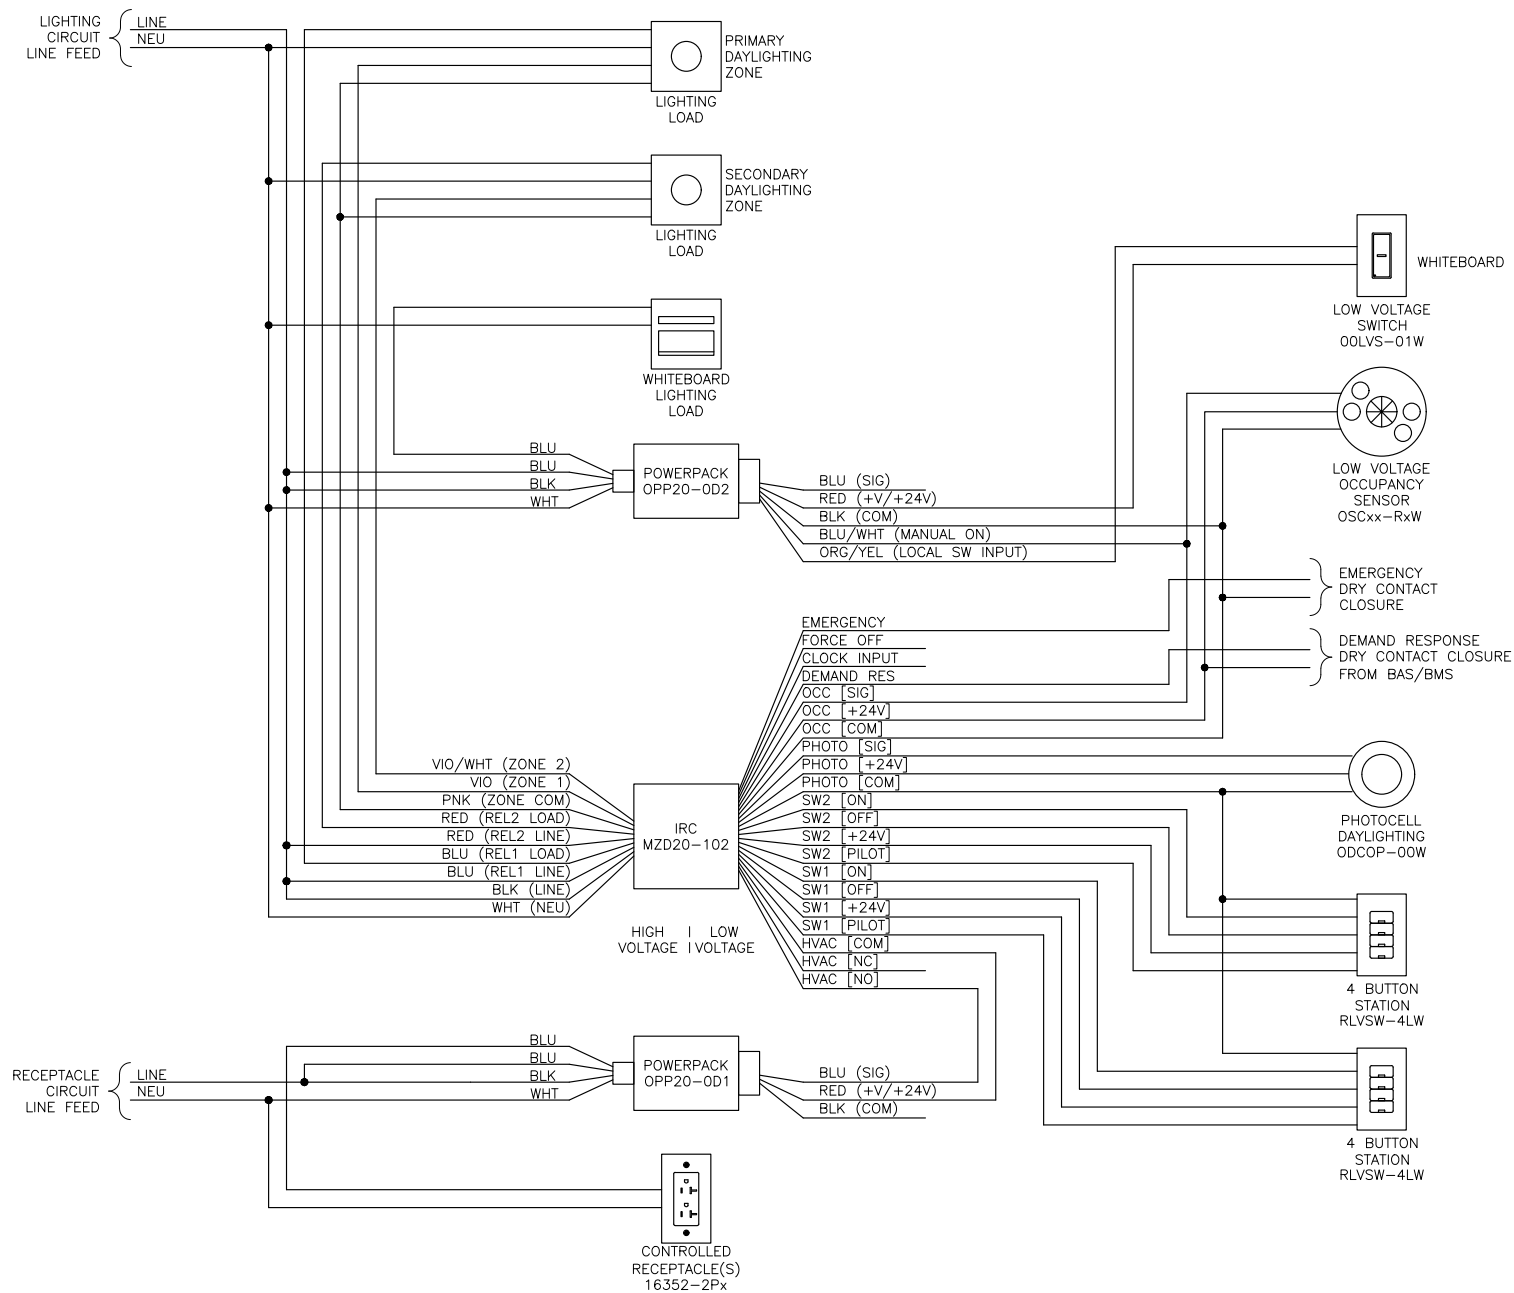 LIGHTING
CIRCUIT
LINE FEED
LINE
NEU
PRIMARY
DAYLIGHTING
ZONE
LIGHTING
LOAD
SECONDARY
DAYLIGHTING
ZONE
LIGHTING
LOAD
WHITEBOARD
LOW VOLTAGE
SWITCH
00LVS-01W
WHITEBOARD
LIGHTING
LOAD
BLU
BLU
BLK
WHT
POWERPACK
OPP20-0D2
BLU (SIG)
RED (+V/+24V)
BLK (COM)
BLU/WHT (MANUAL ON)
ORG/YEL (LOCAL SW INPUT)
LOW VOLTAGE
OCCUPANCY
SENSOR
OSCxx-RxW
EMERGENCY
DRY CONTACT
CLOSURE
DEMAND RESPONSE
DRY CONTACT CLOSURE
FROM BAS/BMS
EMERGENCY
FORCE OFF
CLOCK INPUT
DEMAND RES
OCC [SIG]
OCC [+24V]
OCC [COM]
PHOTO [SIG]
PHOTO [+24V]
PHOTO [COM]
SW2 [ON]
SW2 [OFF]
SW2 [+24V]
SW2 [PILOT]
SW1 [ON]
SW1 [OFF]
SW1 [+24V]
SW1 [PILOT]
HVAC [COM]
HVAC [NC]
HVAC [NO]
VIO/WHT (ZONE 2)
VIO (ZONE 1)
PNK (ZONE COM)
RED (REL2 LOAD)
RED (REL2 LINE)
BLU (REL1 LOAD)
BLU (REL1 LINE)
BLK (LINE)
WHT (NEU)
IRC
MZD20-102
HIGH | LOW
VOLTAGE | VOLTAGE
PHOTOCELL
DAYLIGHTING
ODC0P-00W
4 BUTTON
STATION
RLVSW-4LW
4 BUTTON
STATION
RLVSW-4LW
RECEPTACLE
CIRCUIT
LINE FEED
LINE
NEU
BLU
BLU
BLK
WHT
POWERPACK
OPP20-0D1
BLU (SIG)
RED (+V/+24V)
BLK (COM)
CONTROLLED
RECEPTACLE(S)
16352-2Px